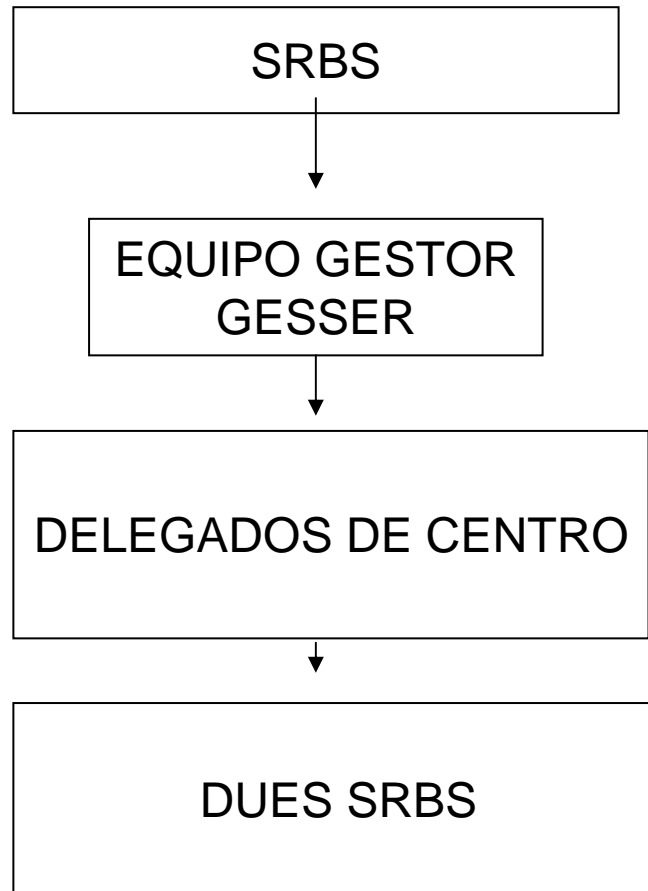 SRBS
EQUIPO GESTOR
GESSER
DELEGADOS DE CENTRO
DUES SRBS